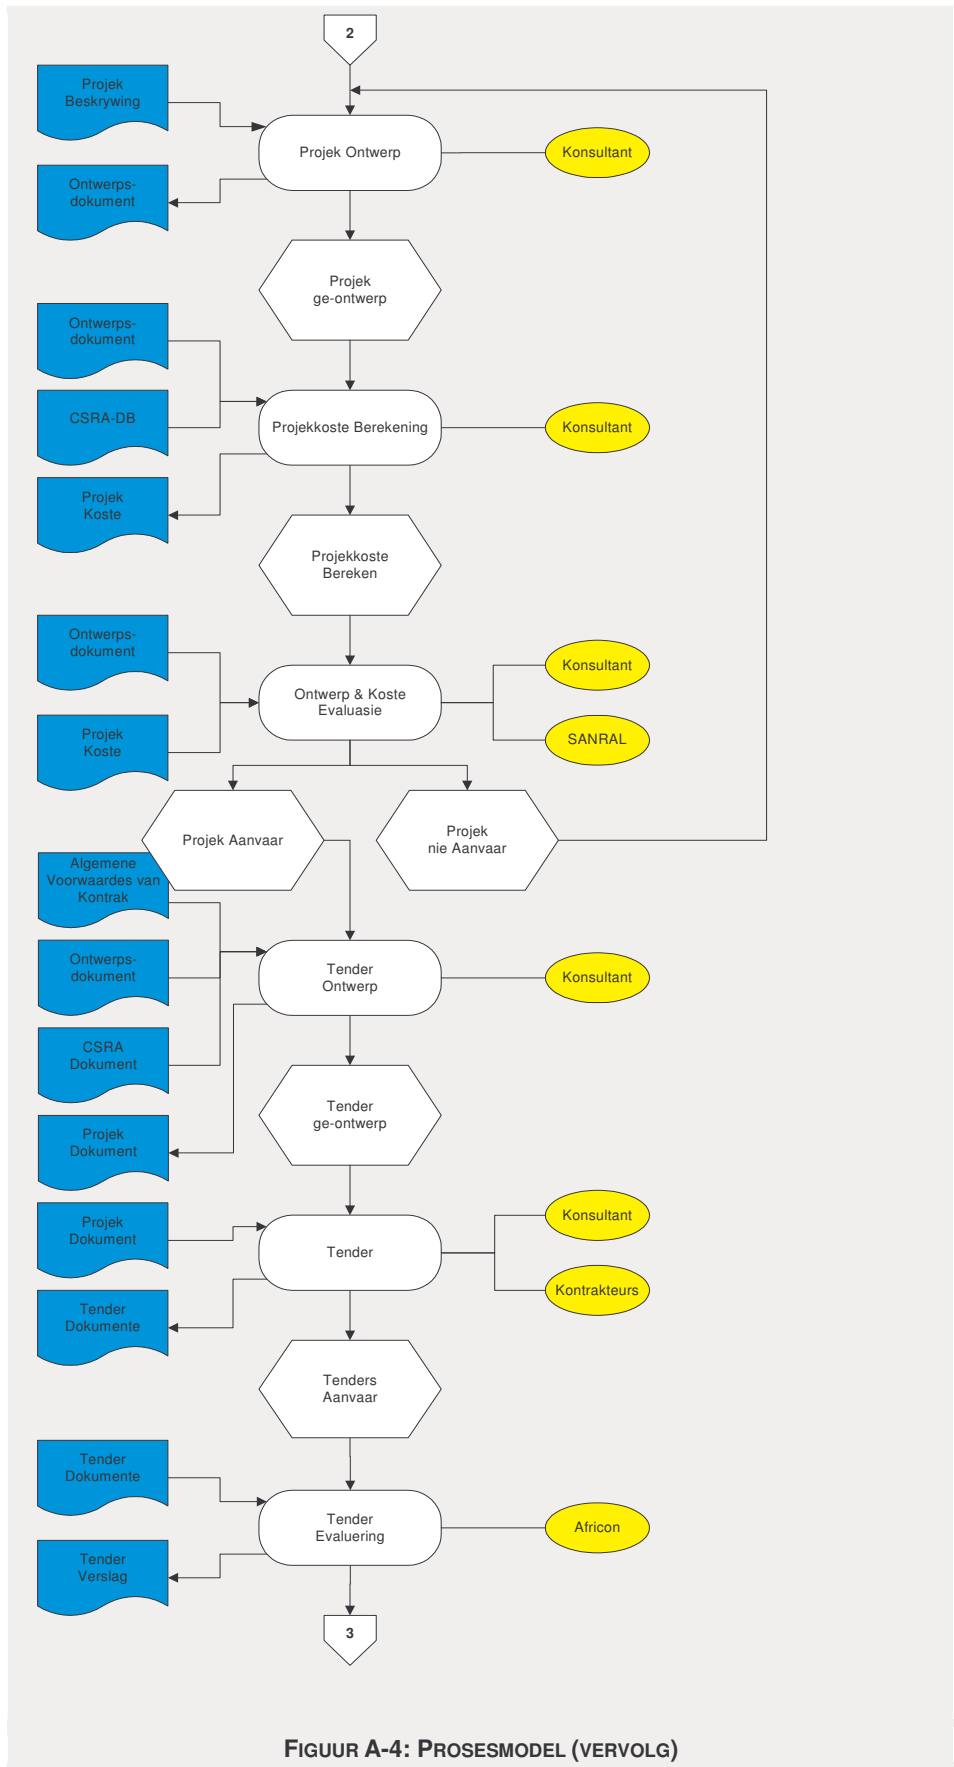 2
Projek
Beskrywing
Projek Ontwerp
Konsultant
Ontwerps-
dokument
Projek
ge-ontwerp
Ontwerps-
dokument
CSRA-DB
Projekkoste Berekening
Konsultant
Projek
Koste
Projekkoste
Bereken
Ontwerps-
dokument
Konsultant
Ontwerp & Koste
Evaluasie
Projek
Koste
SANRAL
Projek Aanvaar
Projek
nie Aanvaar
Algemene
Voorwaardes van
Kontrak
Ontwerps-
dokument
Tender
Ontwerp
Konsultant
CSRA
Dokument
Projek
Dokument
Tender
ge-ontwerp
Projek
Dokument
Konsultant
Tender
Kontrakteurs
Tender
Dokumente
Tenders
Aanvaar
Tender
Dokumente
Tender
Evaluering
Africon
Tender
Verslag
3
FIGUUR A-4: PROSESMODEL (VERVOLG)